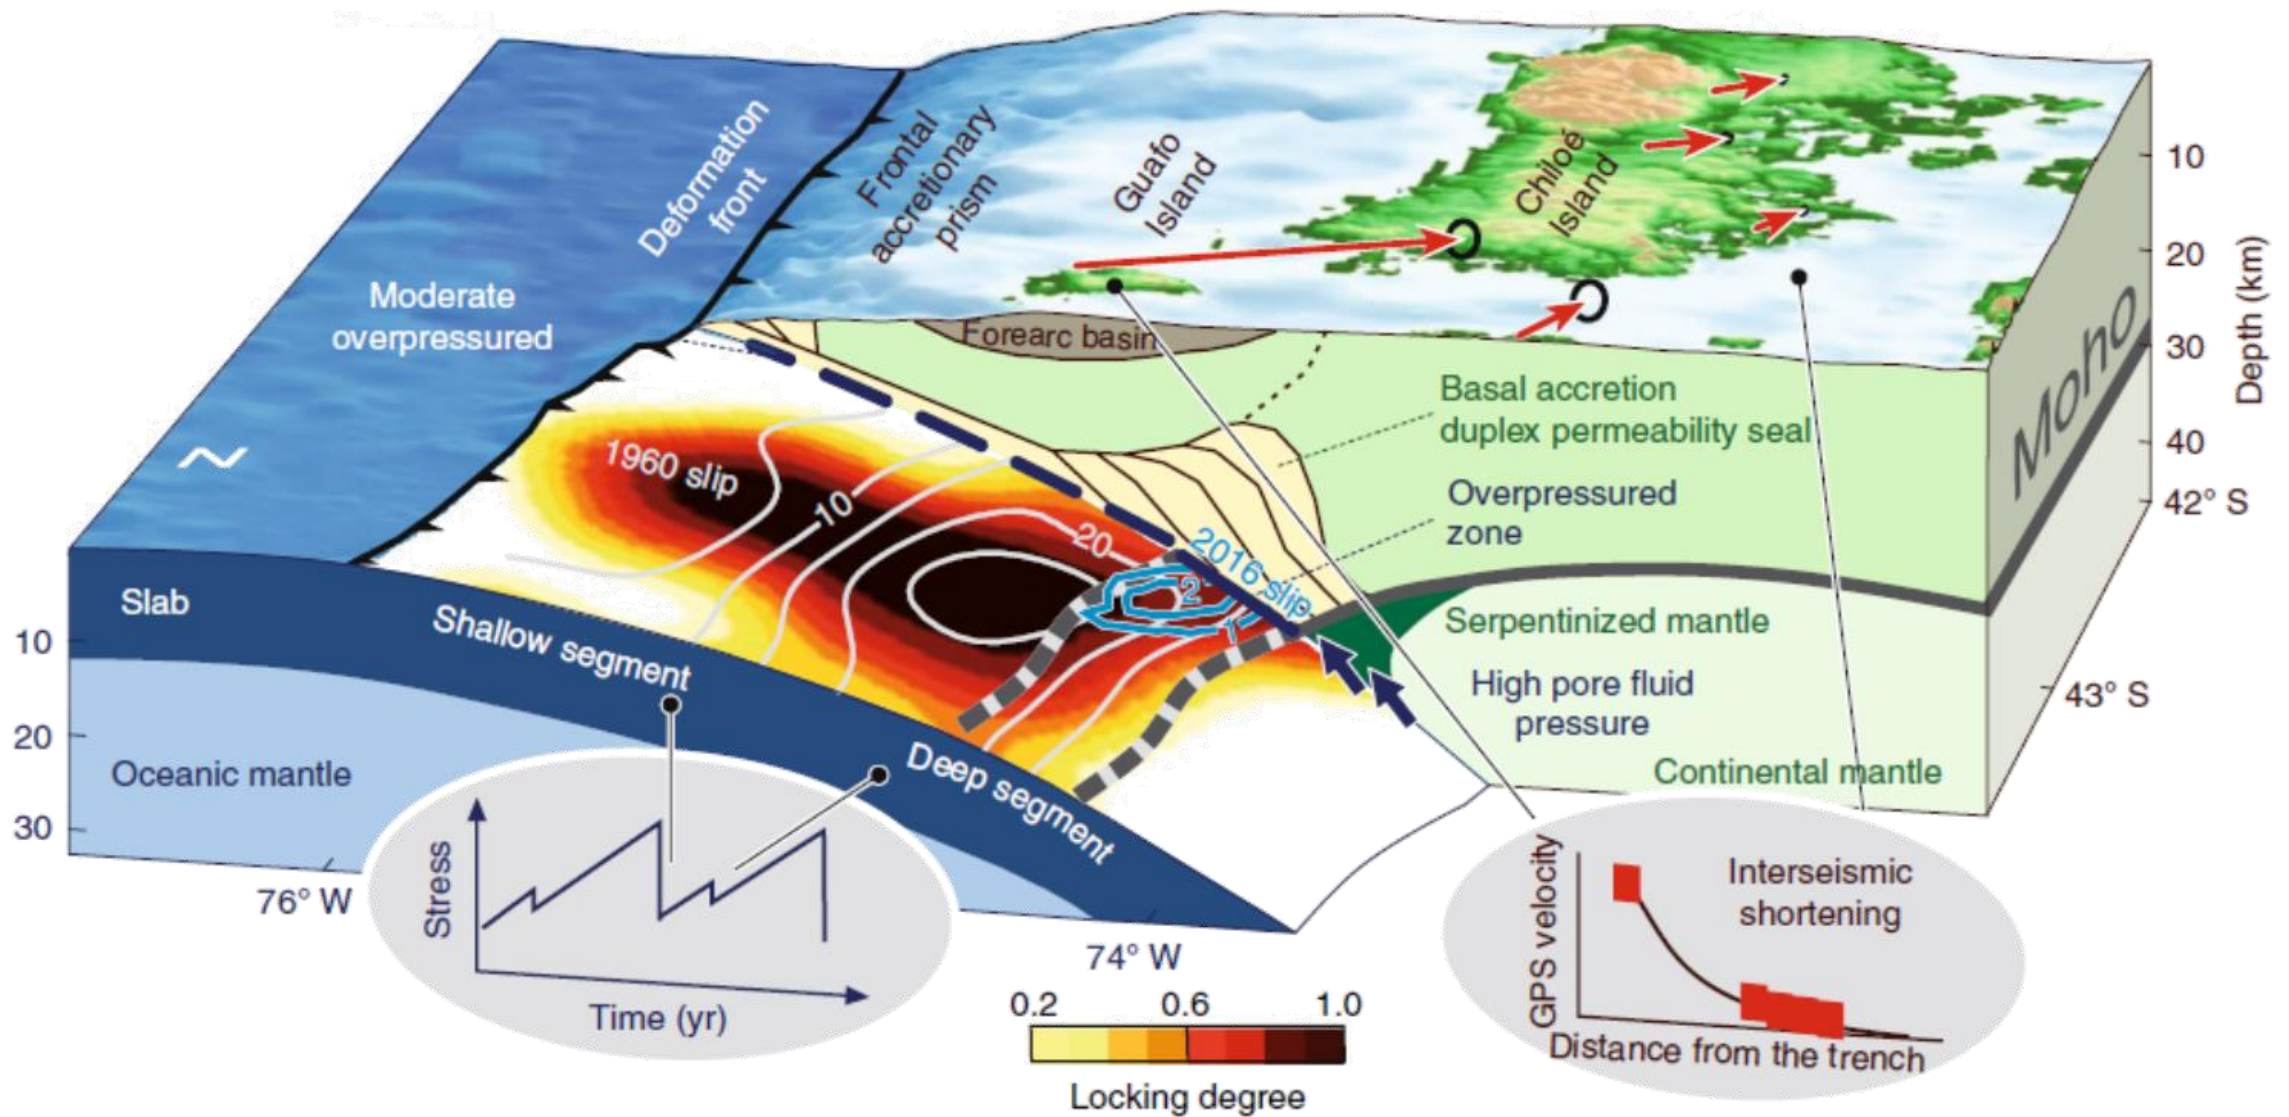 Deformation
front
Frontal
accretionary
prism
Guafo
Island
Chiloé
Island
Moderate
overpressured
Forearc basin
10
20
30
40
Depth (km)
Moho
42° S
43° S
Basal accretion
duplex permeability seal
Overpressured
zone
1960 slip
10
20
2016 slip
2
1
Serpentinized mantle
High pore fluid
pressure
Continental mantle
Slab
Shallow segment
Deep segment
Oceanic mantle
10
20
30
76° W
74° W
Stress
Time (yr)
0.2
0.6
1.0
Locking degree
GPS velocity
Interseismic
shortening
Distance from the trench